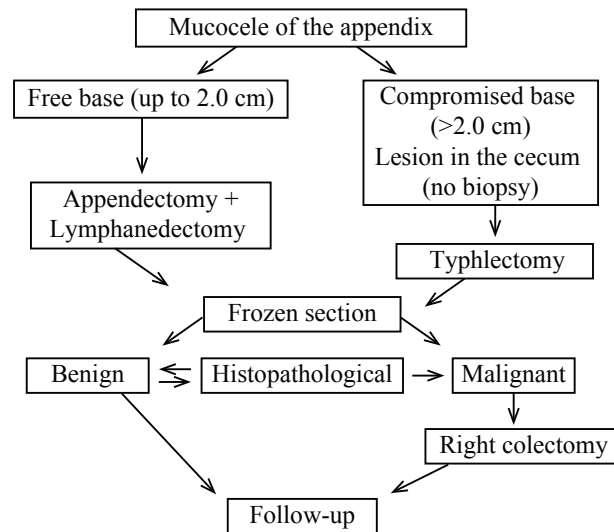 Mucocele of the appendix
Free base (up to 2.0 cm)
Compromised base
(>2.0 cm)
Lesion in the cecum
(no biopsy)
Appendectomy +
Lymphanedectomy
Typhlectomy
Frozen section
Benign
Histopathological
Malignant
Right colectomy
Follow-up